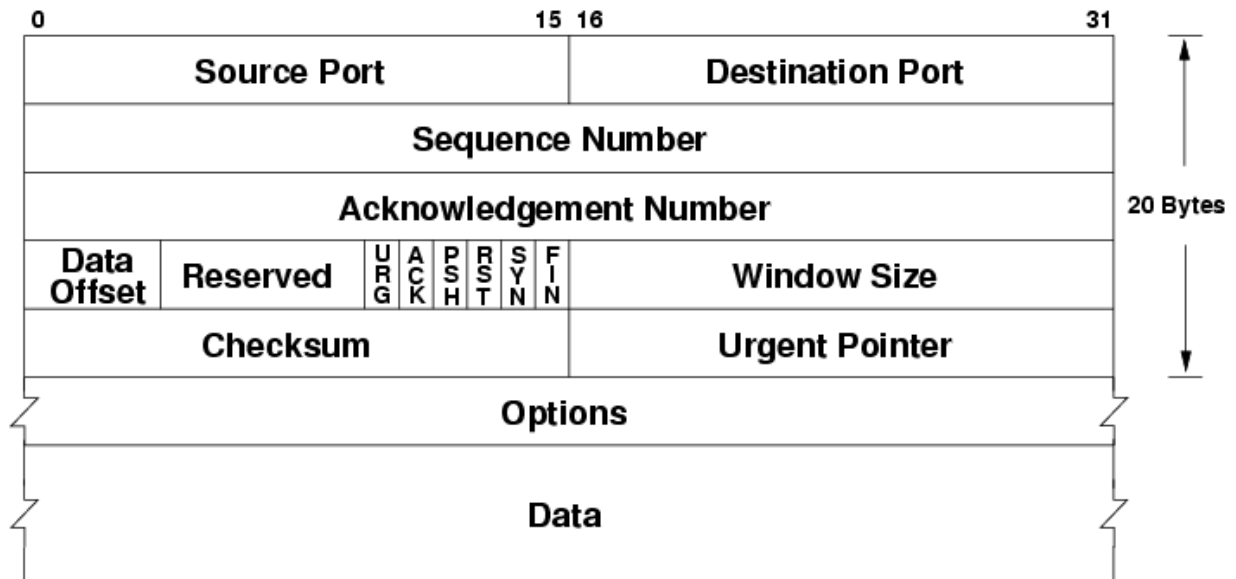 0 15 16 31
Source Port Destination Port
Sequence Number
Acknowledgement Number
20 Bytes
Data Offset Reserved URG ACK PSH RST SYN FIN Window Size
Checksum Urgent Pointer
Options
Data